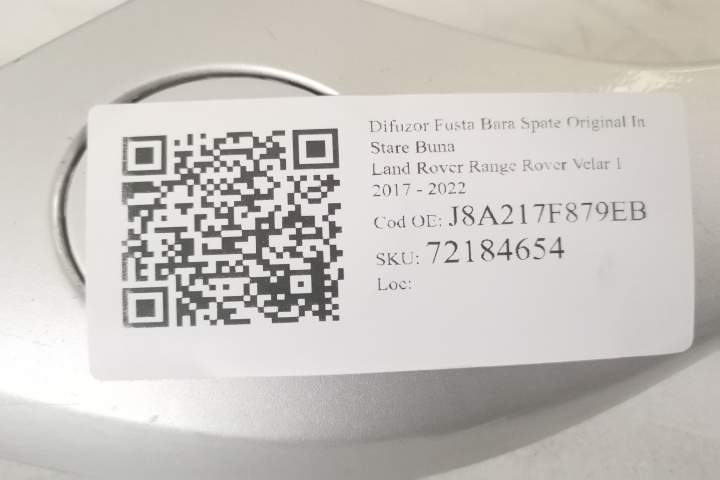 Difuzor Fusta Bara Spate Original In
Stare Buna
Land Rover Range Rover Velar 1
2017 - 2022
Cod OE: J8A217F879EB
SKU: 72184654
Loc: